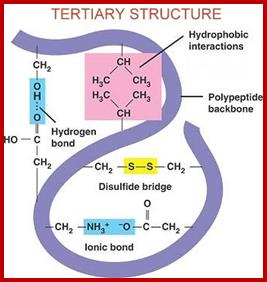 TERTIARY STRUCTURE
Hydrophobic
interactions
CH₂
CH
OH
H₃C CH₃
H₃C CH₃
O
CH
Polypeptide
backbone
HO — C
Hydrogen
bond
CH₂
CH₂ — S — S — CH₂
Disulfide bridge
O
CH₂ — NH₃⁺ ⁻O — C — CH₂
Ionic bond